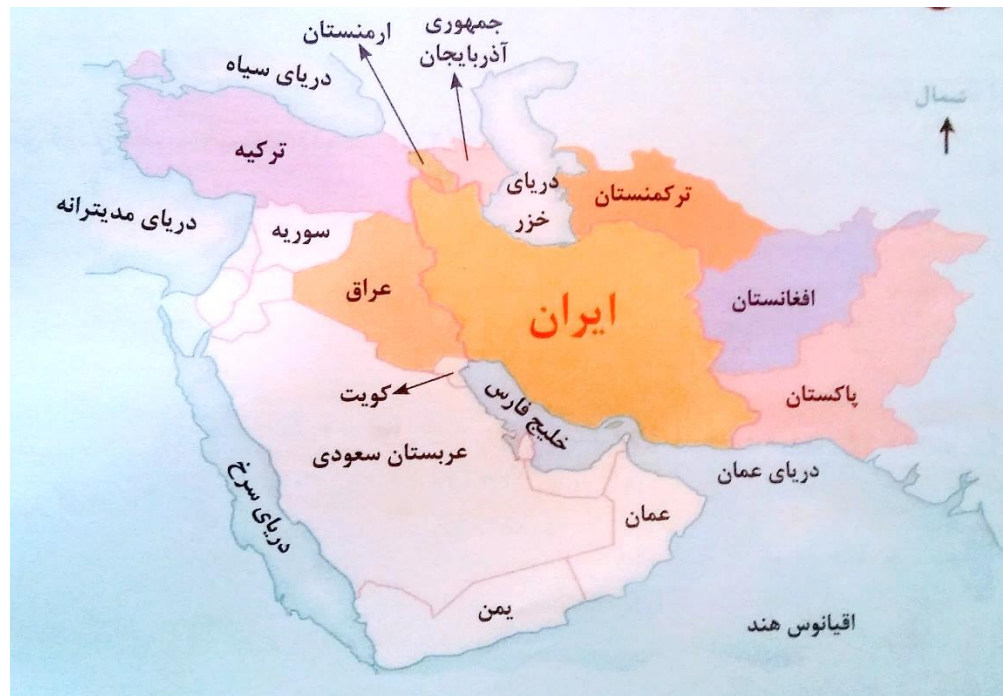 جمهوری
آذربایجان
ارمنستان
دریای سیاه
شمال
ترکیه
دریای
خزر
ترکمنستان
دریای مدیترانه
سوریه
عراق
ایران
افغانستان
کویت
خلیج فارس
پاکستان
عربستان سعودی
دریای عمان
دریای سرخ
عمان
یمن
اقیانوس هند